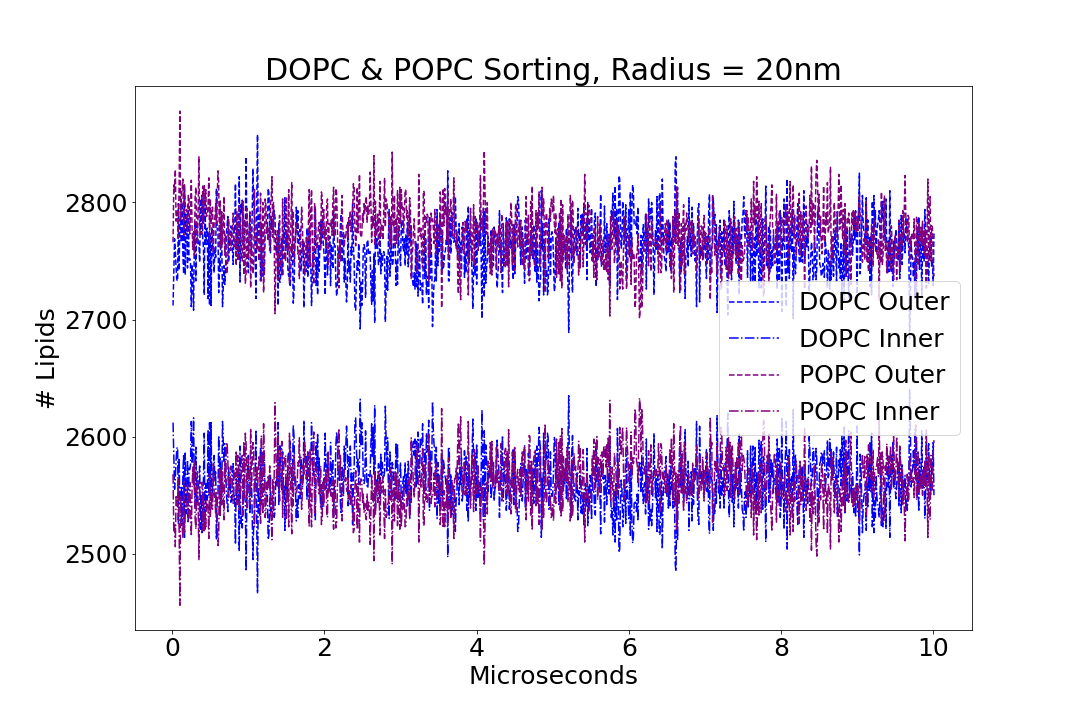 DOPC & POPC Sorting, Radius = 20nm
# Lipids
2800
2700
2600
2500
DOPC Outer
DOPC Inner
POPC Outer
POPC Inner
0 2 4 6 8 10
Microseconds